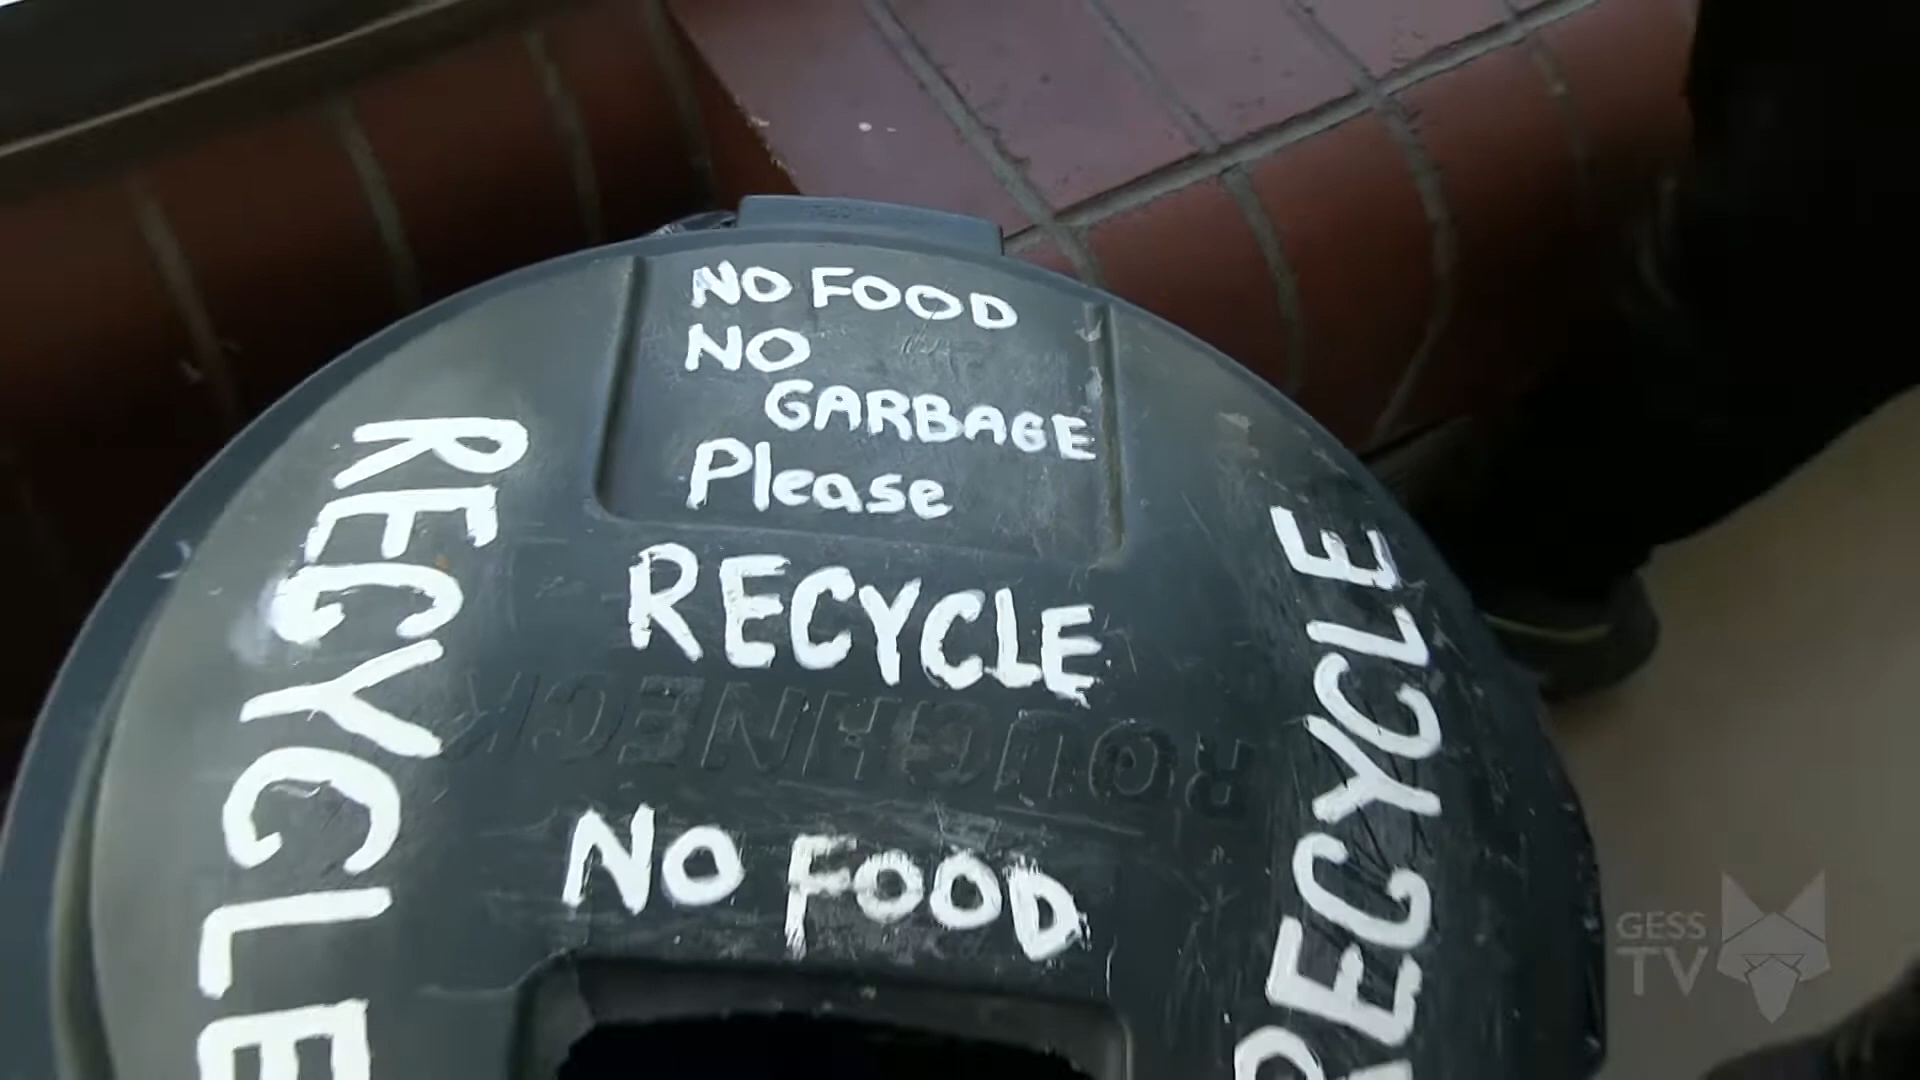 NO FOOD
NO
GARBAGE
Please
RECYCLE
ROUGHNECK
NO FOOD
RECYCLE
RECYCLE
GESS
TV